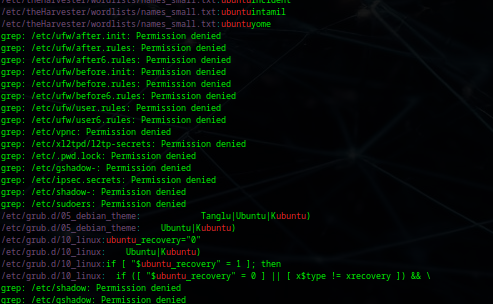 /etc/theHarvester/wordlists/names_small.txt:ubuntuincident
/etc/theHarvester/wordlists/names_small.txt:ubuntuintamil
/etc/theHarvester/wordlists/names_small.txt:ubuntuyome
grep: /etc/ufw/after.init: Permission denied
grep: /etc/ufw/after.rules: Permission denied
grep: /etc/ufw/after6.rules: Permission denied
grep: /etc/ufw/before.init: Permission denied
grep: /etc/ufw/before.rules: Permission denied
grep: /etc/ufw/before6.rules: Permission denied
grep: /etc/ufw/user.rules: Permission denied
grep: /etc/ufw/user6.rules: Permission denied
grep: /etc/vpnc: Permission denied
grep: /etc/xl2tpd/l2tp-secrets: Permission denied
grep: /etc/.pwd.lock: Permission denied
grep: /etc/gshadow-: Permission denied
grep: /etc/ipsec.secrets: Permission denied
grep: /etc/shadow-: Permission denied
grep: /etc/sudoers: Permission denied
/etc/grub.d/05_debian_theme:            Tanglu|Ubuntu|Kubuntu)
/etc/grub.d/05_debian_theme:    Ubuntu|Kubuntu)
/etc/grub.d/10_linux:ubuntu_recovery="0"
/etc/grub.d/10_linux:    Ubuntu|Kubuntu)
/etc/grub.d/10_linux:if [ "$ubuntu_recovery" = 1 ]; then
/etc/grub.d/10_linux:  if ([ "$ubuntu_recovery" = 0 ] || [ x$type != xrecovery ]) && \
grep: /etc/shadow: Permission denied
grep: /etc/gshadow: Permission denied